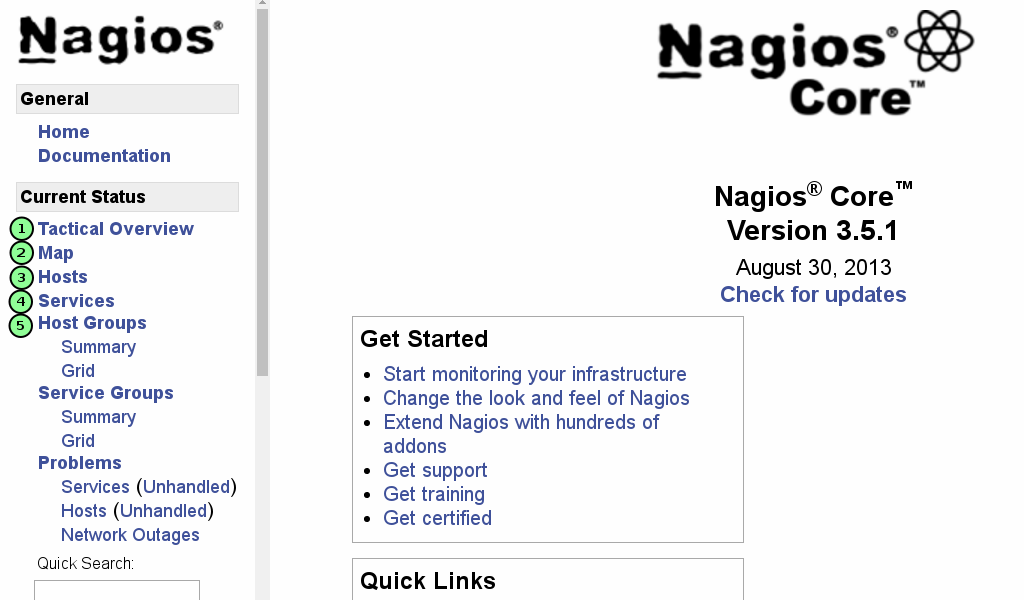 Nagios®
General
Home
Documentation
Current Status
1 Tactical Overview
2 Map
3 Hosts
4 Services
5 Host Groups
Summary
Grid
Service Groups
Summary
Grid
Problems
Services (Unhandled)
Hosts (Unhandled)
Network Outages
Quick Search:
Nagios®
Core™
Nagios® Core™
Version 3.5.1
August 30, 2013
Check for updates
Get Started
• Start monitoring your infrastructure
• Change the look and feel of Nagios
• Extend Nagios with hundreds of
addons
• Get support
• Get training
• Get certified
Quick Links